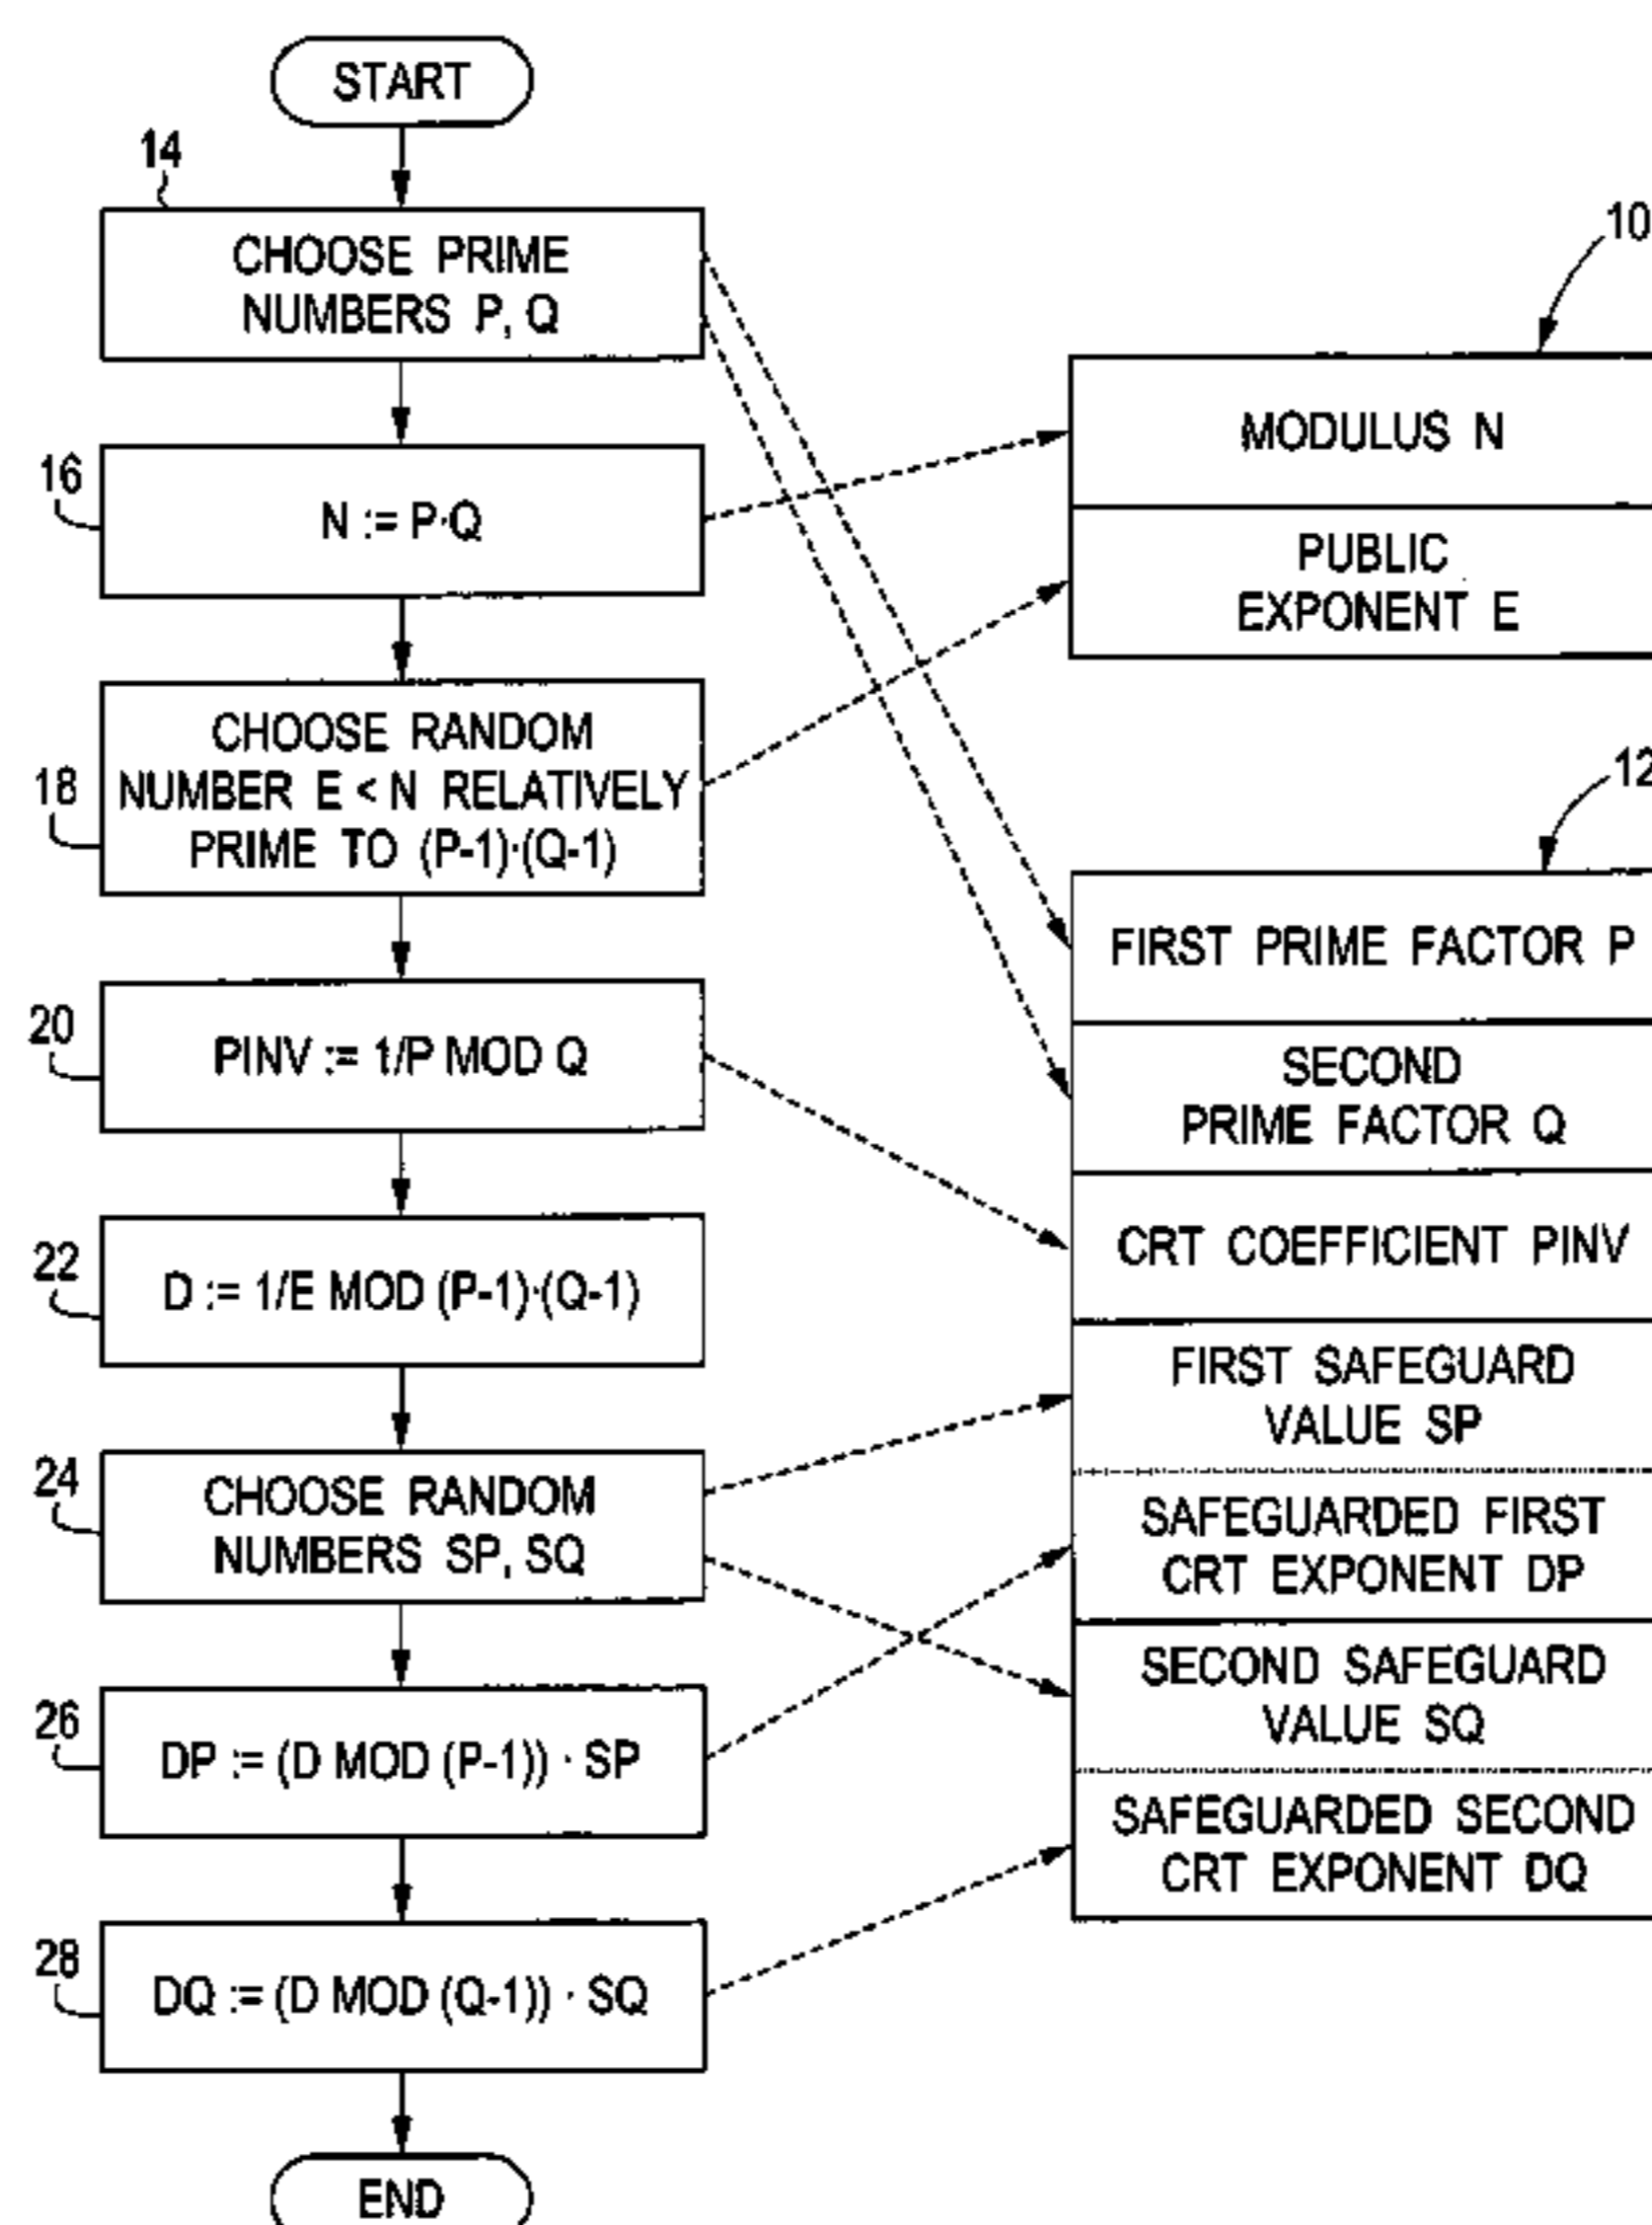 START
14
CHOOSE PRIME
NUMBERS P, Q
16
N := P·Q
18
CHOOSE RANDOM
NUMBER E < N RELATIVELY
PRIME TO (P-1)·(Q-1)
20
PINV := 1/P MOD Q
22
D := 1/E MOD (P-1)·(Q-1)
24
CHOOSE RANDOM
NUMBERS SP, SQ
26
DP := (D MOD (P-1)) · SP
28
DQ := (D MOD (Q-1)) · SQ
END
10
MODULUS N
PUBLIC
EXPONENT E
12
FIRST PRIME FACTOR P
SECOND
PRIME FACTOR Q
CRT COEFFICIENT PINV
FIRST SAFEGUARD
VALUE SP
SAFEGUARDED FIRST
CRT EXPONENT DP
SECOND SAFEGUARD
VALUE SQ
SAFEGUARDED SECOND
CRT EXPONENT DQ